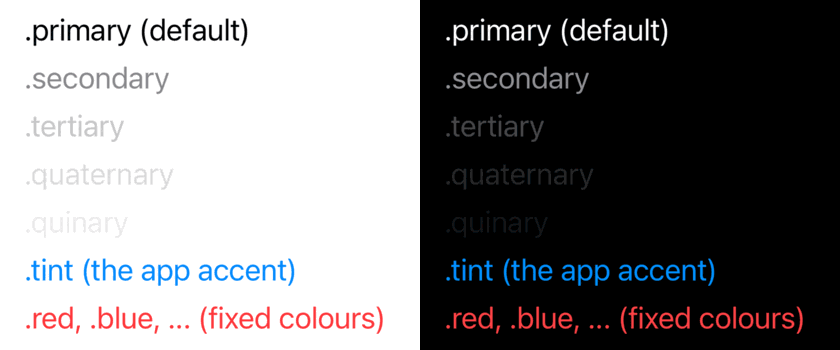 .primary (default)
.secondary
.tertiary
.quaternary
.quinary
.tint (the app accent)
.red, .blue, ... (fixed colours)
.primary (default)
.secondary
.tertiary
.quaternary
.quinary
.tint (the app accent)
.red, .blue, ... (fixed colours)